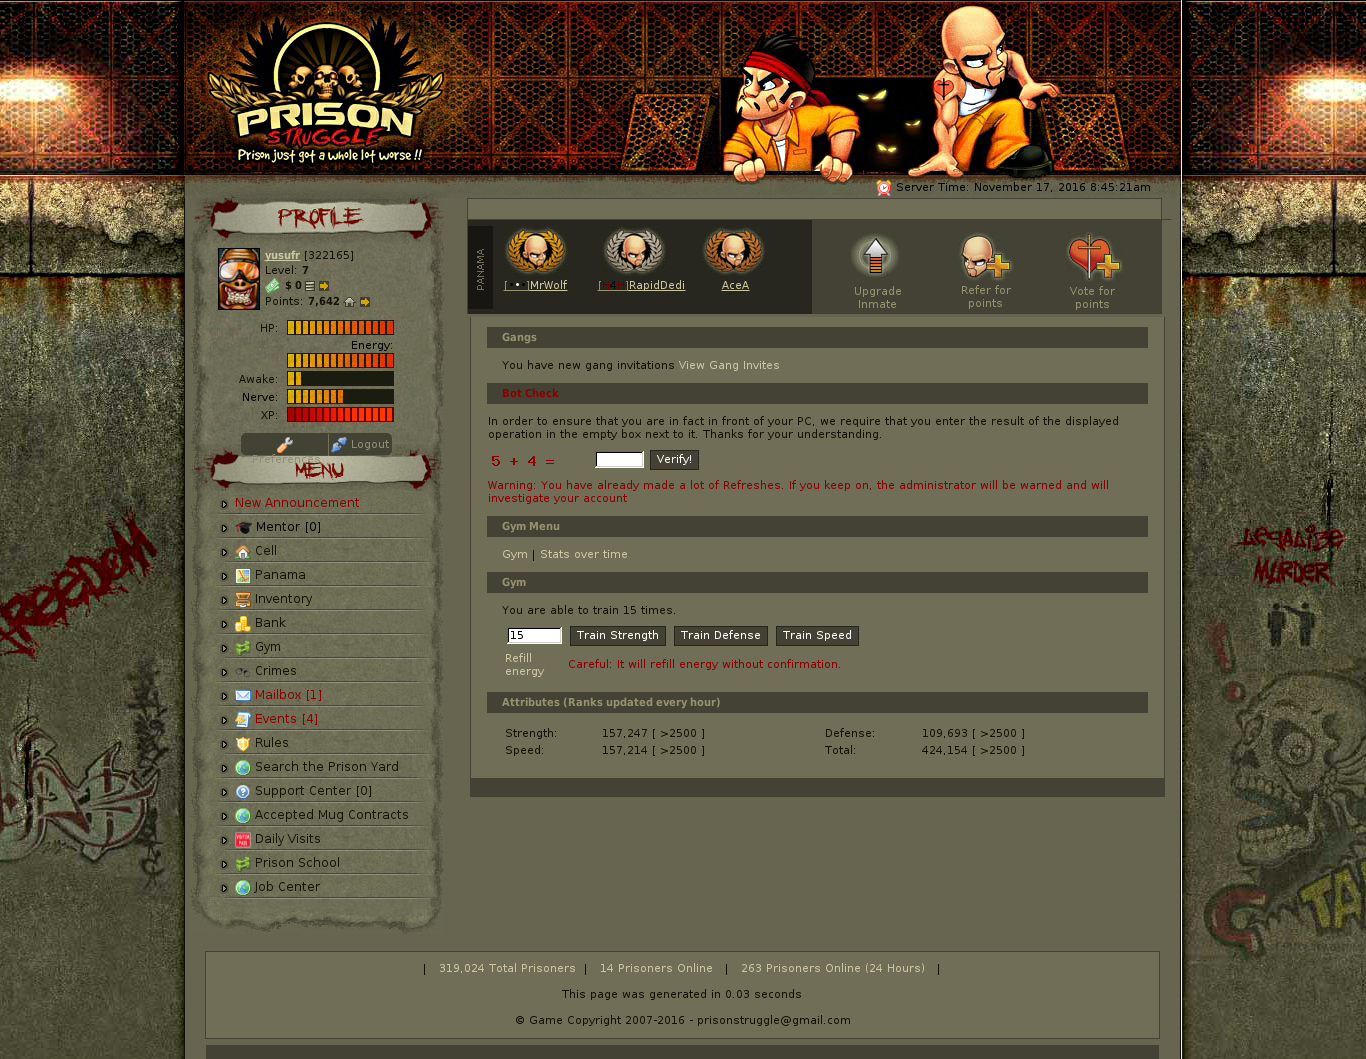 PRISON
STRUGGLE
Prison just got a whole lot worse !!
Server Time: November 17, 2016 8:45:21am
PROFILE
yusufr [322165]
Level: 7
$ 0
Points: 7,642
HP:
Energy:
Awake:
Nerve:
XP:
Preferences
Logout
MENU
New Announcement
Mentor [0]
Cell
Panama
Inventory
Bank
Gym
Crimes
Mailbox [1]
Events [4]
Rules
Search the Prison Yard
Support Center [0]
Accepted Mug Contracts
Daily Visits
Prison School
Job Center
PANAMA
MrWolf
RapidDedi
AceA
Upgrade
Inmate
Refer for
points
Vote for
points
Gangs
You have new gang invitations View Gang Invites
Bot Check
In order to ensure that you are in fact in front of your PC, we require that you enter the result of the displayed
operation in the empty box next to it. Thanks for your understanding.
5 + 4 =
Verify!
Warning: You have already made a lot of Refreshes. If you keep on, the administrator will be warned and will
investigate your account
Gym Menu
Gym | Stats over time
Gym
You are able to train 15 times.
15 Train Strength Train Defense Train Speed
Refill
energy
Careful: It will refill energy without confirmation.
Attributes (Ranks updated every hour)
Strength: 157,247 [ >2500 ] Defense: 109,693 [ >2500 ]
Speed: 157,214 [ >2500 ] Total: 424,154 [ >2500 ]
FREEDOM
LEGALIZE
MURDER
| 319,024 Total Prisoners | 14 Prisoners Online | 263 Prisoners Online (24 Hours) |
This page was generated in 0.03 seconds
© Game Copyright 2007-2016 - prisonstruggle@gmail.com